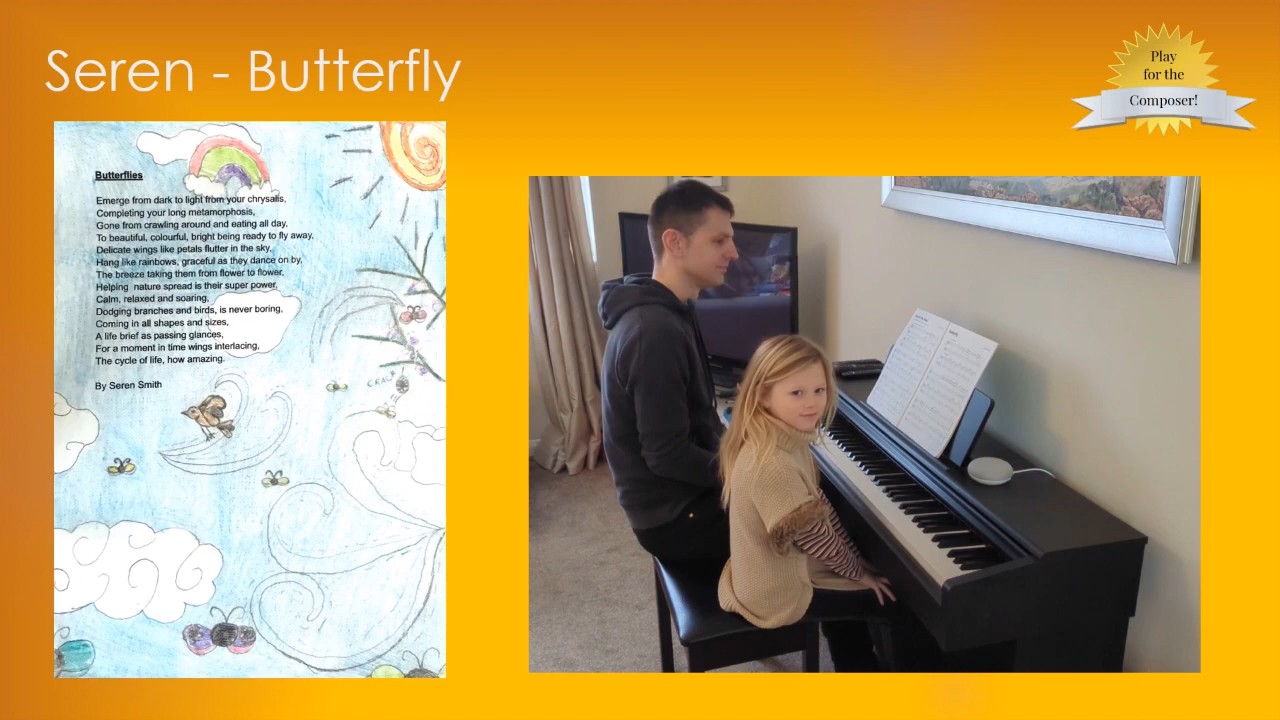 Seren - Butterfly
Play
for the
Composer!
Butterflies
Emerge from dark to light from your chrysalis,
Completing your long metamorphosis,
Gone from crawling around and eating all day,
To beautiful, colourful, bright being ready to fly away,
Delicate wings like petals flutter in the sky,
Hang like rainbows, graceful as they dance on by,
The breeze taking them from flower to flower,
Helping nature spread is their super power,
Calm, relaxed and soaring,
Dodging branches and birds, is never boring,
Coming in all shapes and sizes,
A life brief as passing glances,
For a moment in time wings interlacing,
The cycle of life, how amazing.
By Seren Smith